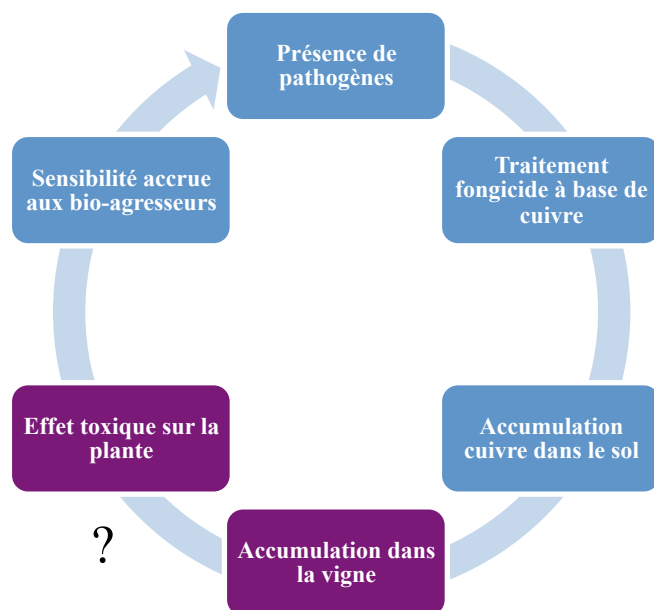 Présence de
pathogènes
Traitement
fongicide à base de
cuivre
Accumulation
cuivre dans le sol
Accumulation dans
la vigne
?
Effet toxique sur la
plante
Sensibilité accrue
aux bio-agresseurs